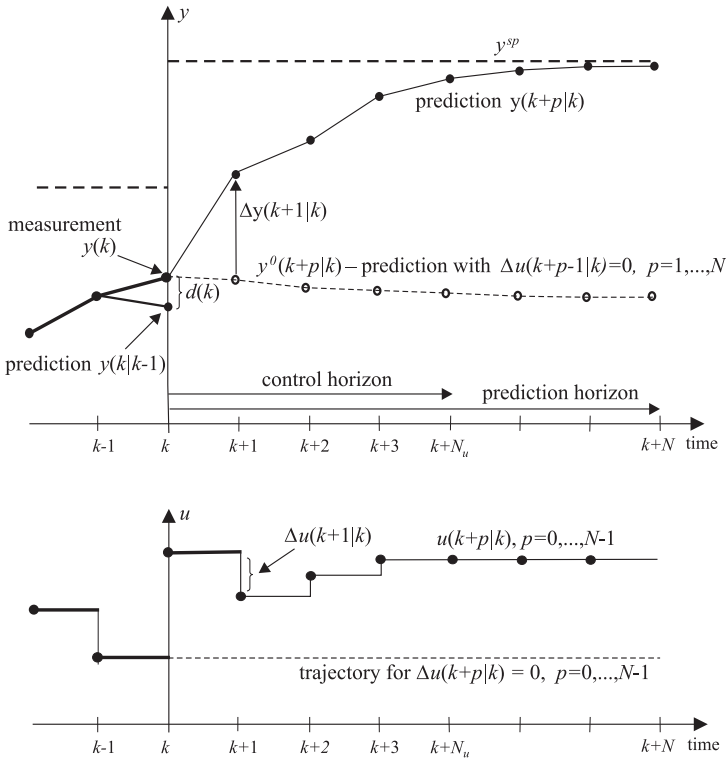 y
y^sp
prediction y(k+p|k)
Δy(k+1|k)
measurement
y(k)
y^0(k+p|k) – prediction with Δu(k+p-1|k)=0, p=1,...,N
d(k)
prediction y(k|k-1)
control horizon
prediction horizon
k-1 k k+1 k+2 k+3 k+N_u k+N time
u
Δu(k+1|k)
u(k+p|k), p=0,...,N-1
trajectory for Δu(k+p|k) = 0, p=0,...,N-1
k-1 k k+1 k+2 k+3 k+N_u k+N time